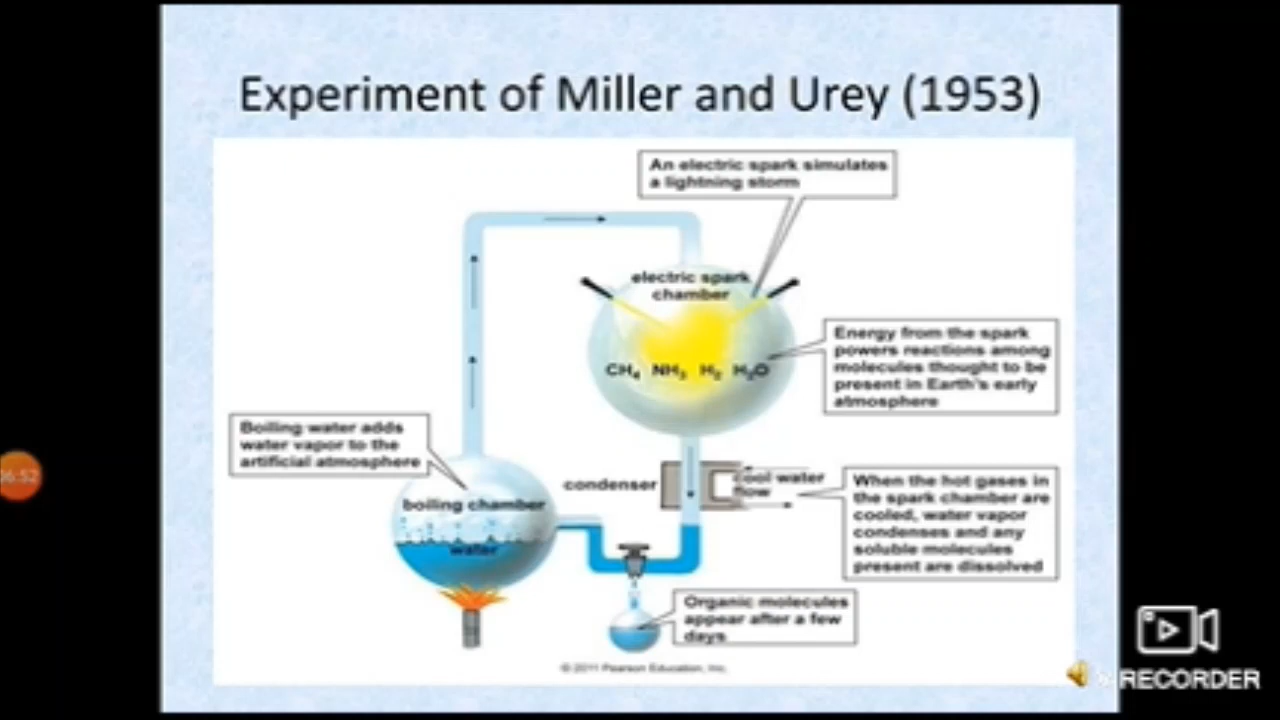 Experiment of Miller and Urey (1953)
An electric spark simulates
a lightning storm
electric spark
chamber
Energy from the spark
powers reactions among
molecules thought to be
present in Earth's early
atmosphere
CH₄ NH₃ H₂ H₂O
Boiling water adds
water vapor to the
artificial atmosphere
condenser
cool water
flow
When the hot gases in
the spark chamber are
cooled, water vapor
condenses and any
soluble molecules
present are dissolved
boiling chamber
water
Organic molecules
appear after a few
days
© 2011 Pearson Education, Inc.
06:52
RECORDER